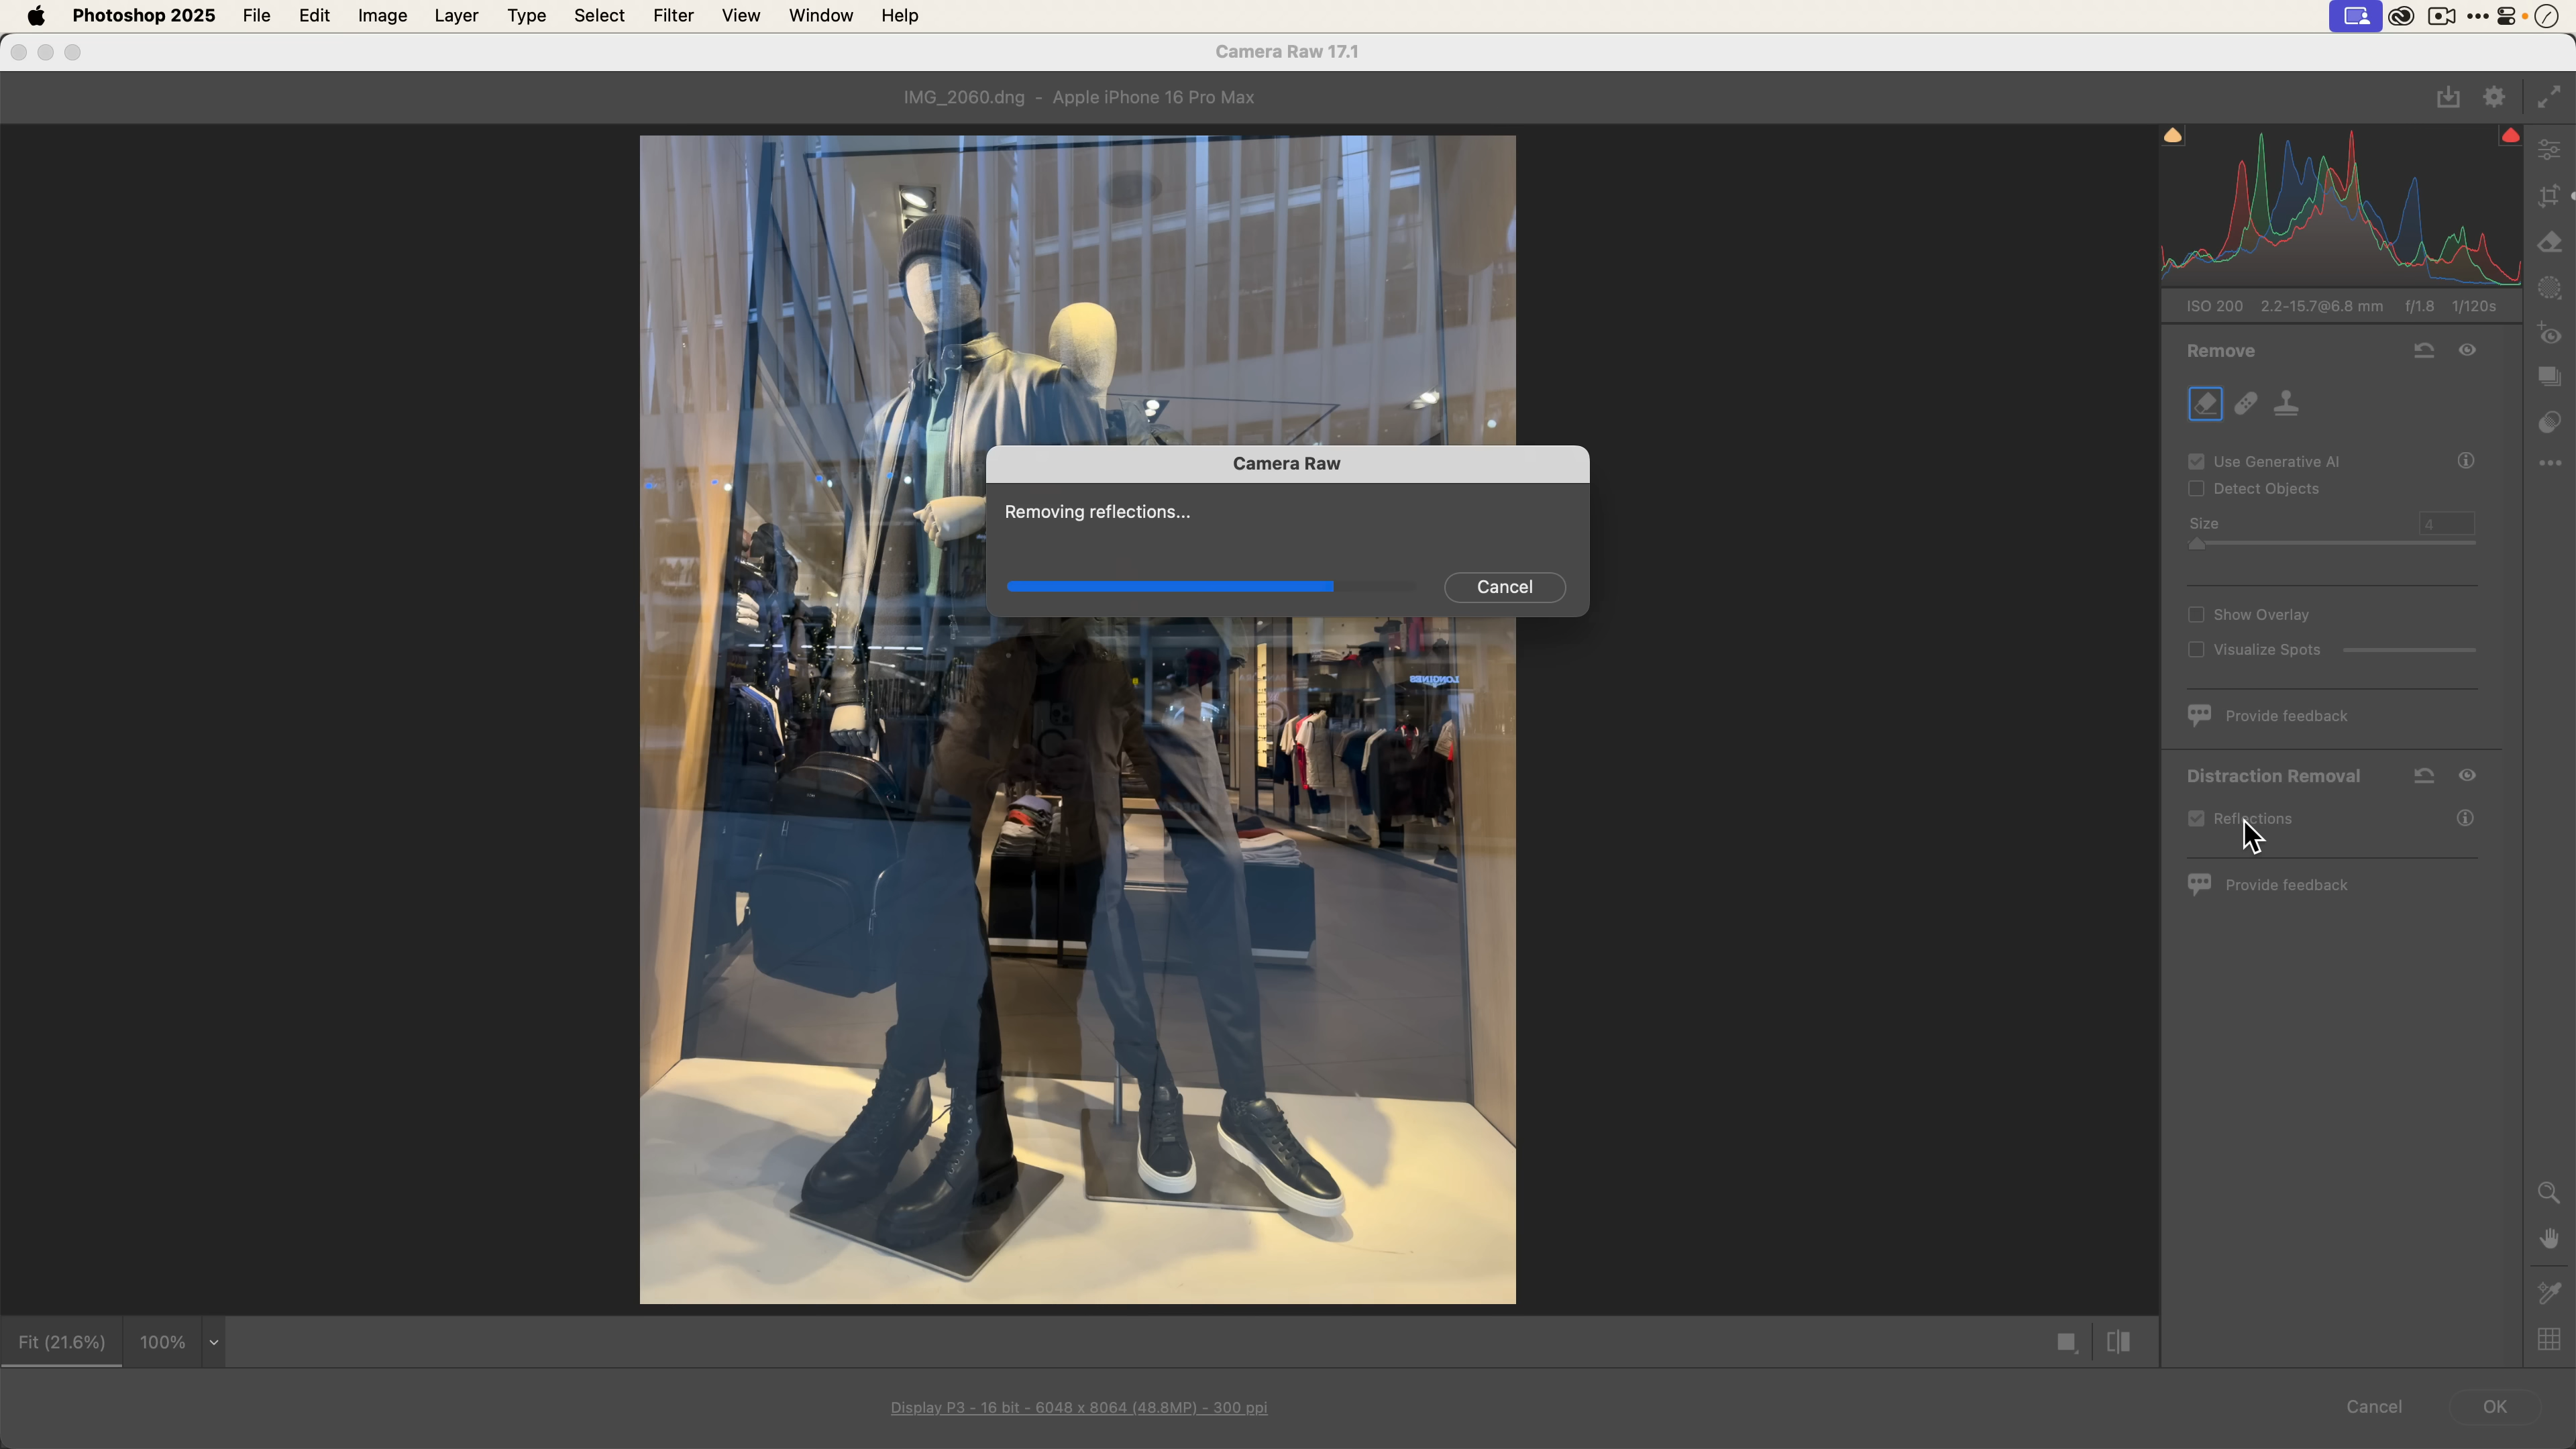 Photoshop 2025 File Edit Image Layer Type Select Filter View Window Help
Camera Raw 17.1
IMG_2060.dng - Apple iPhone 16 Pro Max
ISO 200 2.2-15.7@6.8 mm f/1.8 1/120s
Remove
Camera Raw
Use Generative AI
Detect Objects
Removing reflections...
Size 4
Cancel
Show Overlay
Visualize Spots
LONGINES
Provide feedback
Distraction Removal
Reflections
Provide feedback
Fit (21.6%) 100%
Display P3 - 16 bit - 6048 x 8064 (48.8MP) - 300 ppi
Cancel OK